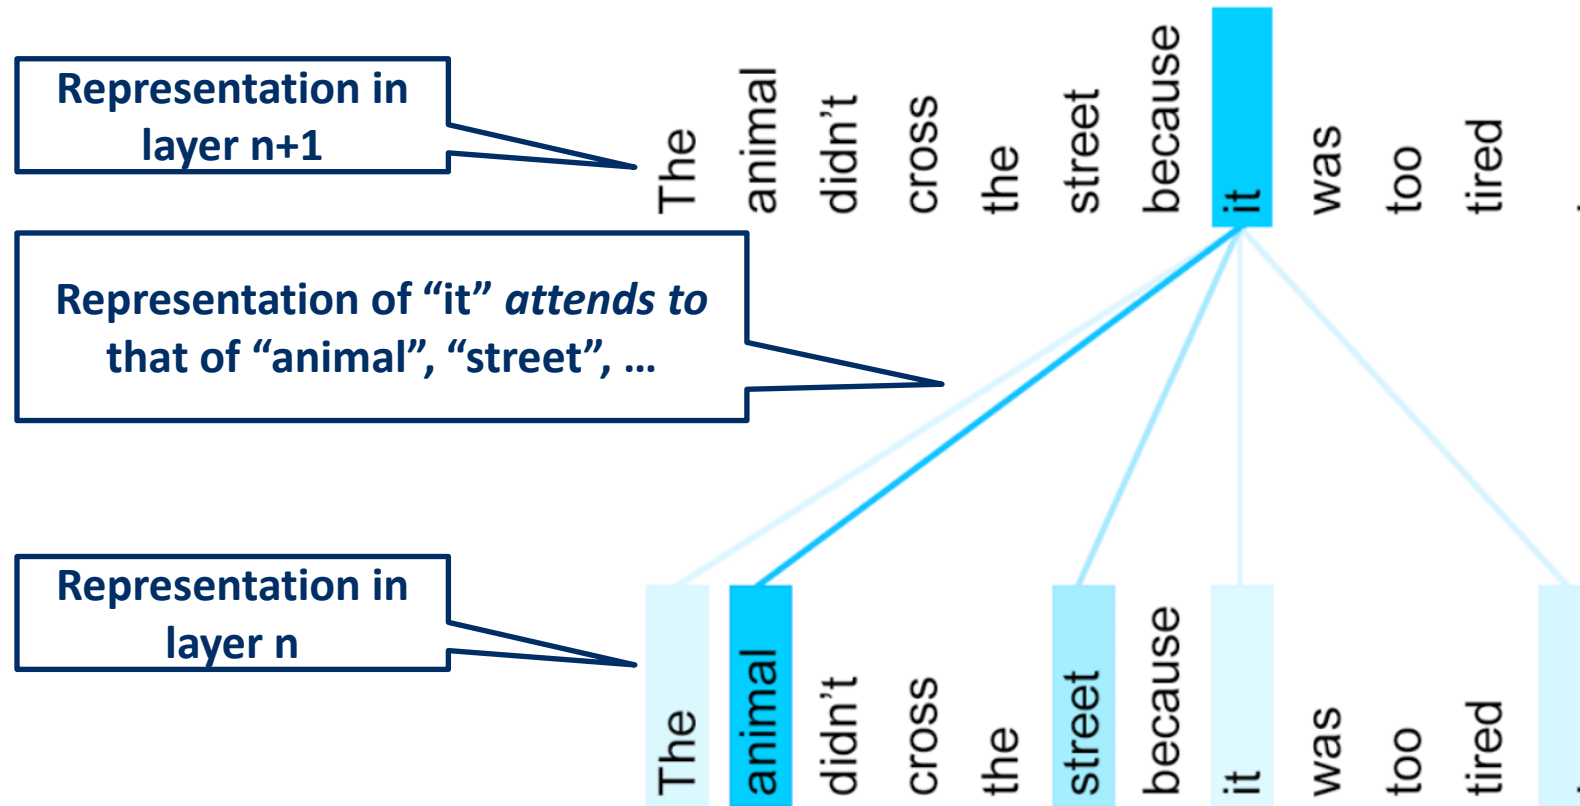 Representation in
layer n+1
The animal didn't cross the street because it was too tired
Representation of “it” attends to
that of “animal”, “street”, …
Representation in
layer n
The animal didn't cross the street because it was too tired